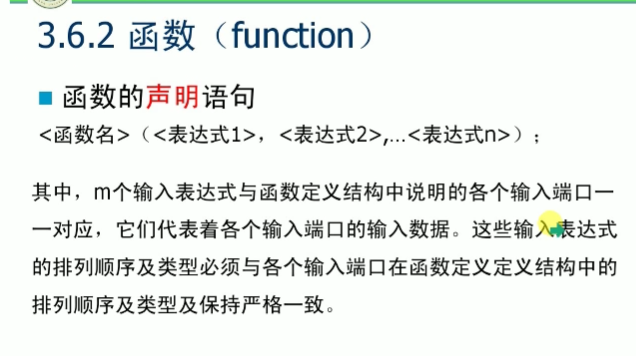 3.6.2 函数（function）
函数的声明语句
<函数名>（<表达式1>，<表达式2>,…<表达式n>）；
其中，m个输入表达式与函数定义结构中说明的各个输入端口一
一对应，它们代表着各个输入端口的输入数据。这些输入表达式
的排列顺序及类型必须与各个输入端口在函数定义定义结构中的
排列顺序及类型及保持严格一致。